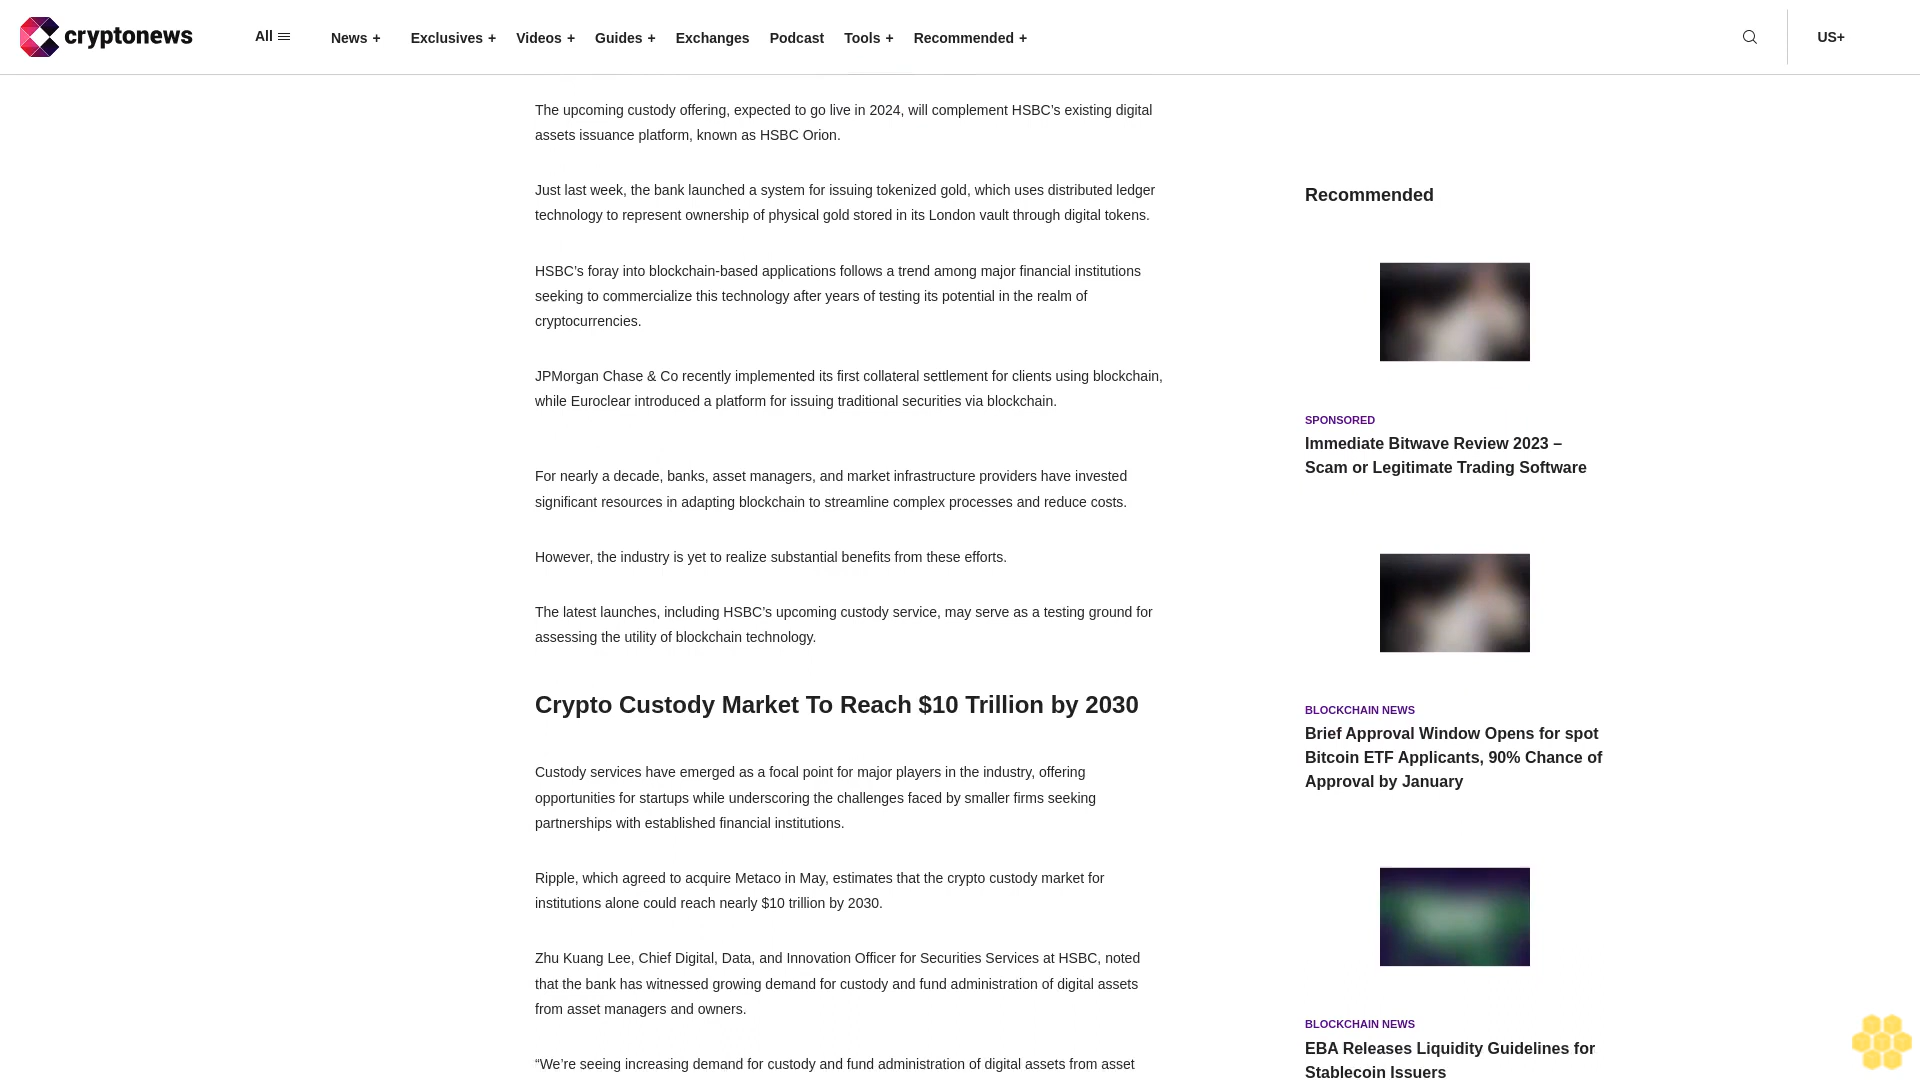 cryptonews
All
News +
Exclusives +
Videos +
Guides +
Exchanges
Podcast
Tools +
Recommended +
US+
The upcoming custody offering, expected to go live in 2024, will complement HSBC’s existing digital
assets issuance platform, known as HSBC Orion.
Just last week, the bank launched a system for issuing tokenized gold, which uses distributed ledger
technology to represent ownership of physical gold stored in its London vault through digital tokens.
HSBC’s foray into blockchain-based applications follows a trend among major financial institutions
seeking to commercialize this technology after years of testing its potential in the realm of
cryptocurrencies.
JPMorgan Chase & Co recently implemented its first collateral settlement for clients using blockchain,
while Euroclear introduced a platform for issuing traditional securities via blockchain.
For nearly a decade, banks, asset managers, and market infrastructure providers have invested
significant resources in adapting blockchain to streamline complex processes and reduce costs.
However, the industry is yet to realize substantial benefits from these efforts.
The latest launches, including HSBC’s upcoming custody service, may serve as a testing ground for
assessing the utility of blockchain technology.
Crypto Custody Market To Reach $10 Trillion by 2030
Custody services have emerged as a focal point for major players in the industry, offering
opportunities for startups while underscoring the challenges faced by smaller firms seeking
partnerships with established financial institutions.
Ripple, which agreed to acquire Metaco in May, estimates that the crypto custody market for
institutions alone could reach nearly $10 trillion by 2030.
Zhu Kuang Lee, Chief Digital, Data, and Innovation Officer for Securities Services at HSBC, noted
that the bank has witnessed growing demand for custody and fund administration of digital assets
from asset managers and owners.
“We’re seeing increasing demand for custody and fund administration of digital assets from asset
Recommended
SPONSORED
Immediate Bitwave Review 2023 –
Scam or Legitimate Trading Software
BLOCKCHAIN NEWS
Brief Approval Window Opens for spot
Bitcoin ETF Applicants, 90% Chance of
Approval by January
BLOCKCHAIN NEWS
EBA Releases Liquidity Guidelines for
Stablecoin Issuers